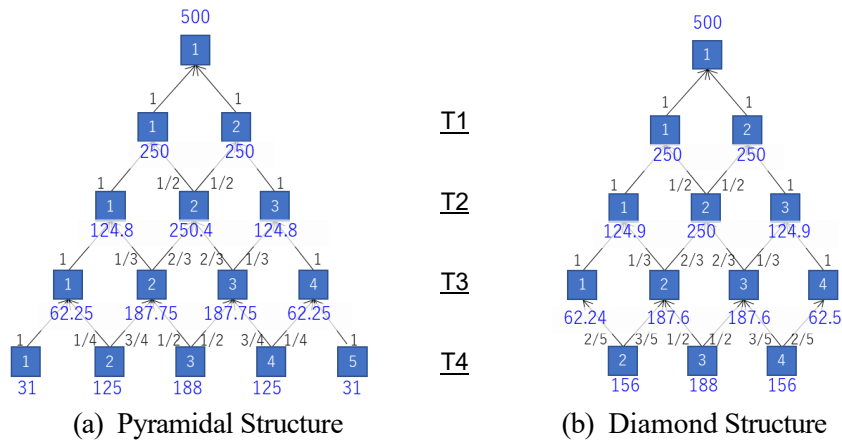 500 500
1 1
1 1 1 1
T1
1 2 1 2
250 250 250 250
1 1/2 1/2 1 1 1/2 1/2 1
T2
1 2 3 1 2 3
124.8 250.4 124.8 124.9 250 124.9
1 1/3 2/3 2/3 1/3 1 1 1/3 2/3 2/3 1/3 1
T3
1 2 3 4 1 2 3 4
62.25 187.75 187.75 62.25 62.24 187.6 187.6 62.5
1 1/4 3/4 1/2 1/2 3/4 1/4 1 2/5 3/5 1/2 1/2 3/5 2/5
T4
1 2 3 4 5 2 3 4
31 125 188 125 31 156 188 156
(a) Pyramidal Structure (b) Diamond Structure